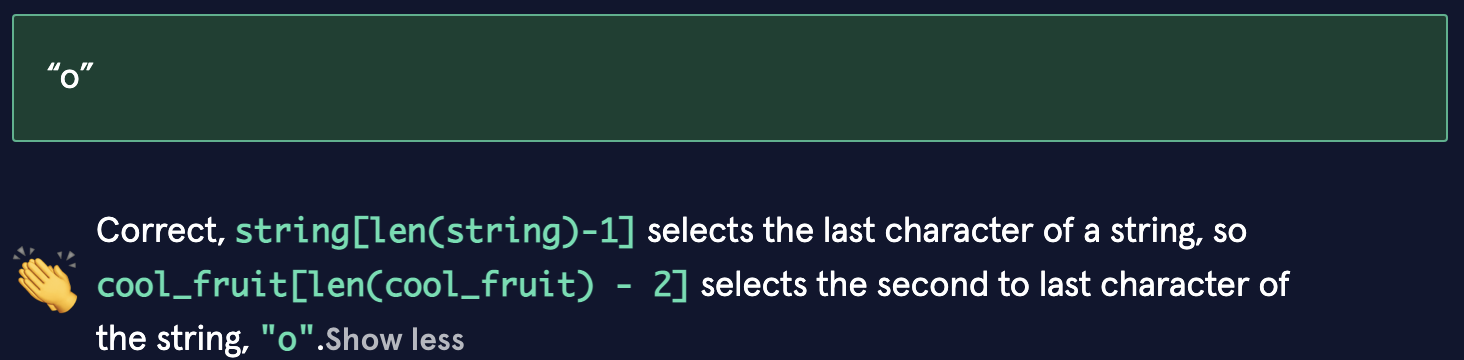 “o”
Correct, string[len(string)-1] selects the last character of a string, so
cool_fruit[len(cool_fruit) - 2] selects the second to last character of
the string, "o".Show less